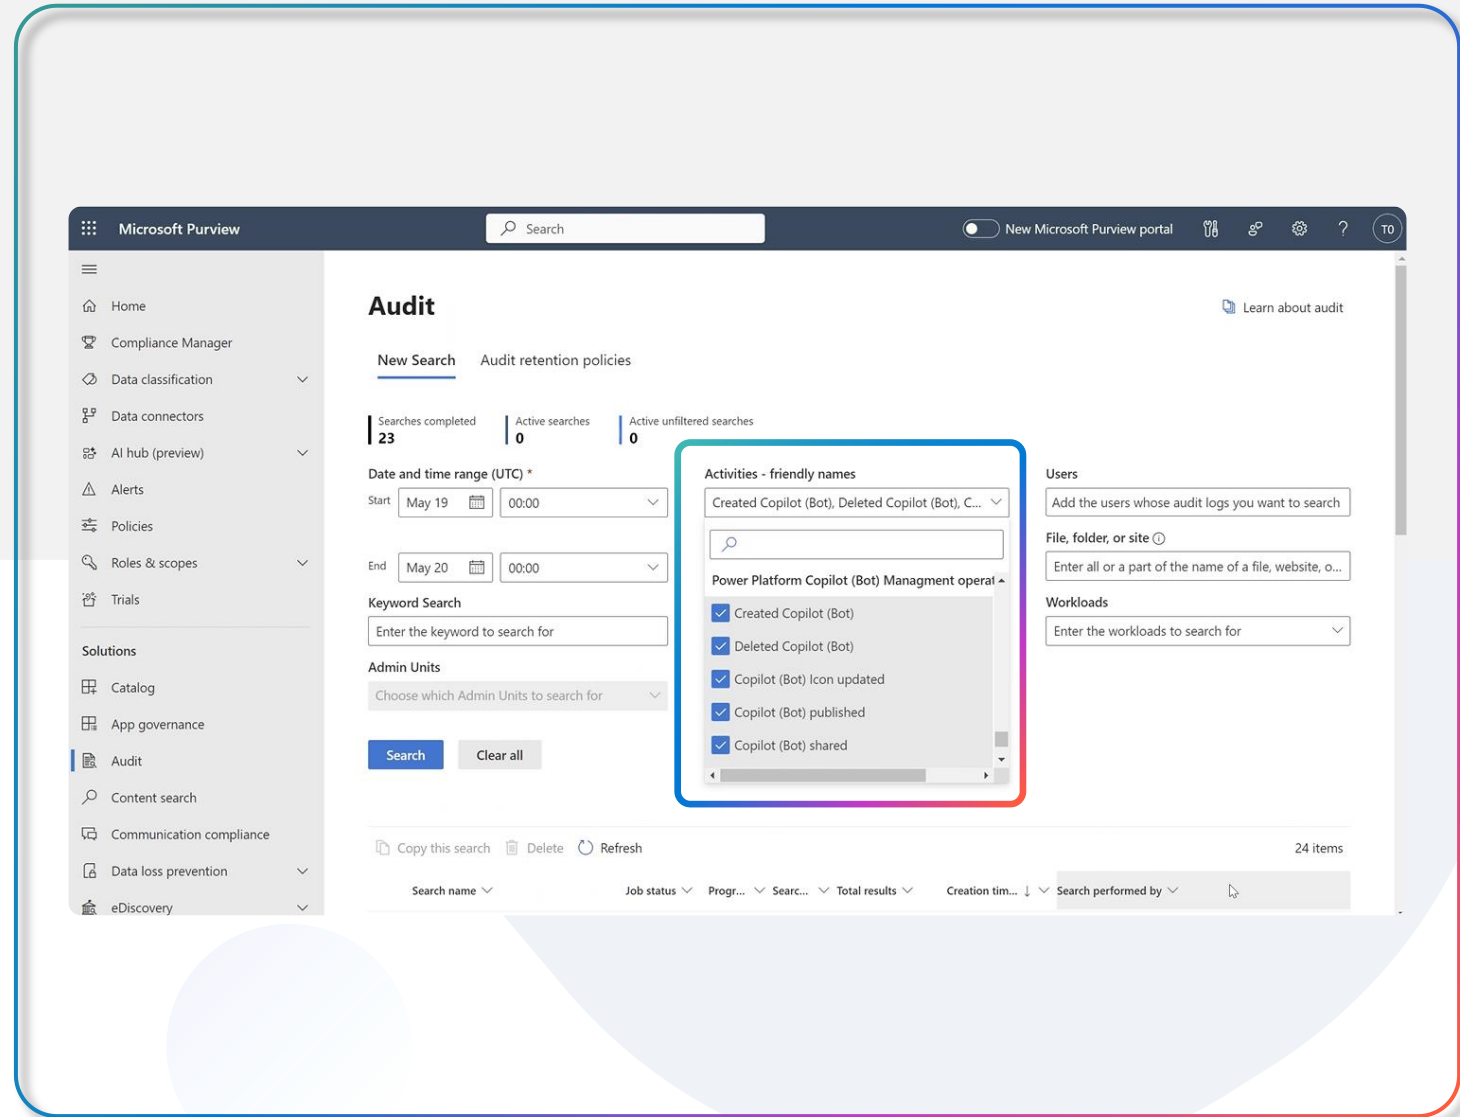 Microsoft Purview
Search
New Microsoft Purview portal
?
TO
Home
Compliance Manager
Data classification
Data connectors
AI hub (preview)
Alerts
Policies
Roles & scopes
Trials
Solutions
Catalog
App governance
Audit
Content search
Communication compliance
Data loss prevention
eDiscovery
Audit
Learn about audit
New Search
Audit retention policies
Searches completed
23
Active searches
0
Active unfiltered searches
0
Date and time range (UTC) *
Start
May 19
00:00
End
May 20
00:00
Keyword Search
Enter the keyword to search for
Admin Units
Choose which Admin Units to search for
Search
Clear all
Activities - friendly names
Created Copilot (Bot), Deleted Copilot (Bot), C...
Power Platform Copilot (Bot) Managment operat
Created Copilot (Bot)
Deleted Copilot (Bot)
Copilot (Bot) Icon updated
Copilot (Bot) published
Copilot (Bot) shared
Users
Add the users whose audit logs you want to search
File, folder, or site
Enter all or a part of the name of a file, website, o...
Workloads
Enter the workloads to search for
Copy this search
Delete
Refresh
24 items
Search name
Job status
Progr...
Searc...
Total results
Creation tim...
Search performed by